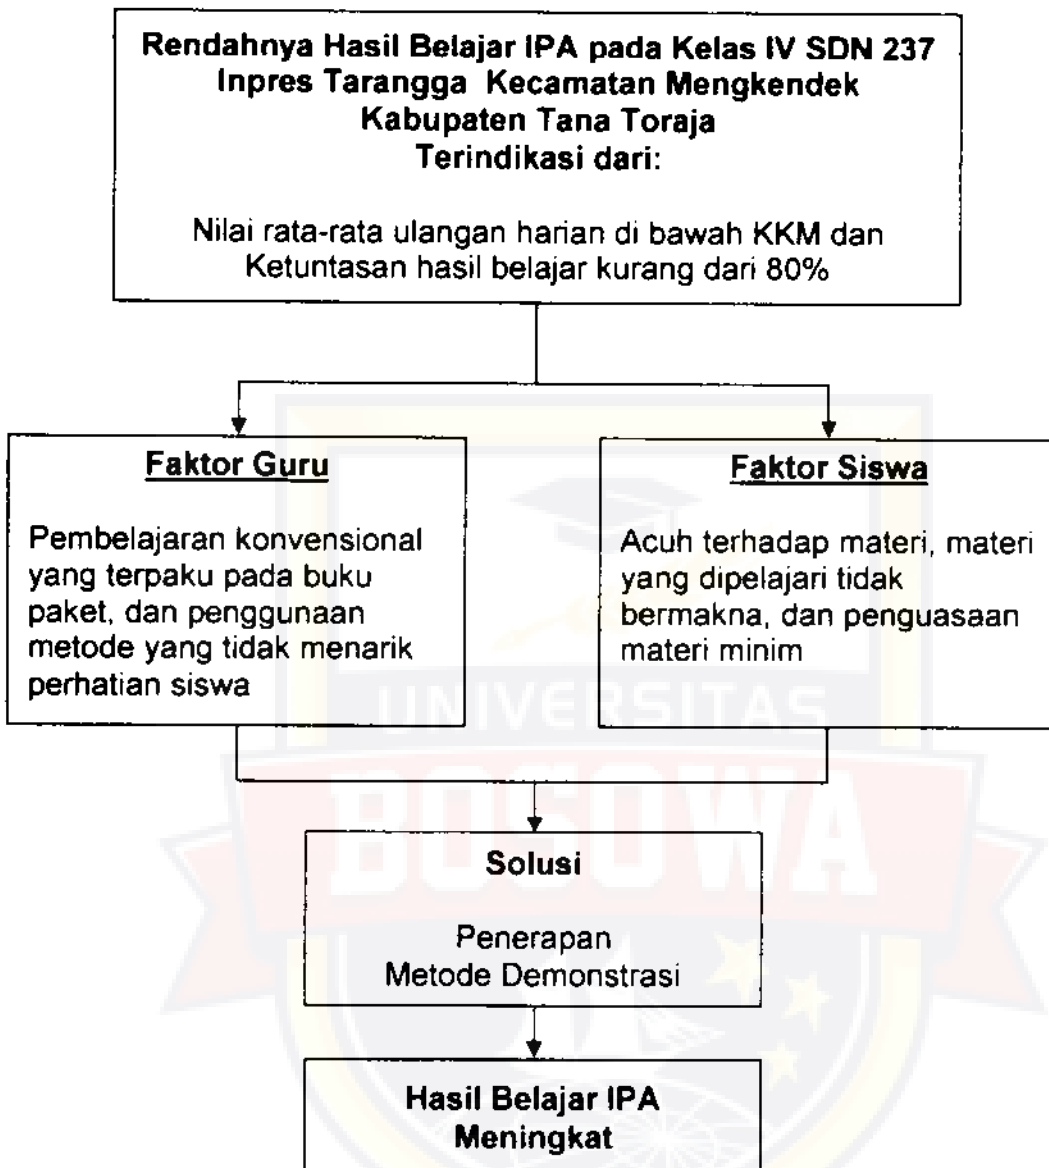 Rendahnya Hasil Belajar IPA pada Kelas IV SDN 237
Inpres Tarangga Kecamatan Mengkendek
Kabupaten Tana Toraja
Terindikasi dari:
Nilai rata-rata ulangan harian di bawah KKM dan
Ketuntasan hasil belajar kurang dari 80%
Faktor Guru
Pembelajaran konvensional
yang terpaku pada buku
paket, dan penggunaan
metode yang tidak menarik
perhatian siswa
Faktor Siswa
Acuh terhadap materi, materi
yang dipelajari tidak
bermakna, dan penguasaan
materi minim
UNIVERSITAS
BOSOWA
Solusi
Penerapan
Metode Demonstrasi
Hasil Belajar IPA
Meningkat